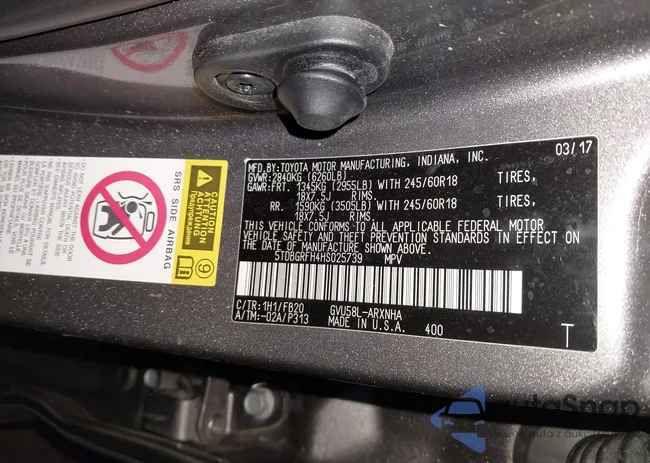 MFD.BY:TOYOTA MOTOR MANUFACTURING, INDIANA, INC. 03/17
GVWR:2840KG (6260LB)
GAWR:FRT. 1345KG (2955LB) WITH 245/60R18 TIRES,
18X7.5J RIMS.
RR. 1590KG (3505LB) WITH 245/60R18 TIRES,
18X7.5J RIMS.
THIS VEHICLE CONFORMS TO ALL APPLICABLE FEDERAL MOTOR
VEHICLE SAFETY AND THEFT PREVENTION STANDARDS IN EFFECT ON
THE DATE OF MANUFACTURE SHOWN ABOVE.
5TDBGRFH4HS025739 MPV
C/TR:1H1/FB20 GVU58L-ARXNHA
A/TM:-02A/P313 MADE IN U.S.A. 400 T
SRS SIDE AIRBAG
CAUTION
ATTENTION
ACHTUNG
Предупреждение
9
autoSnap